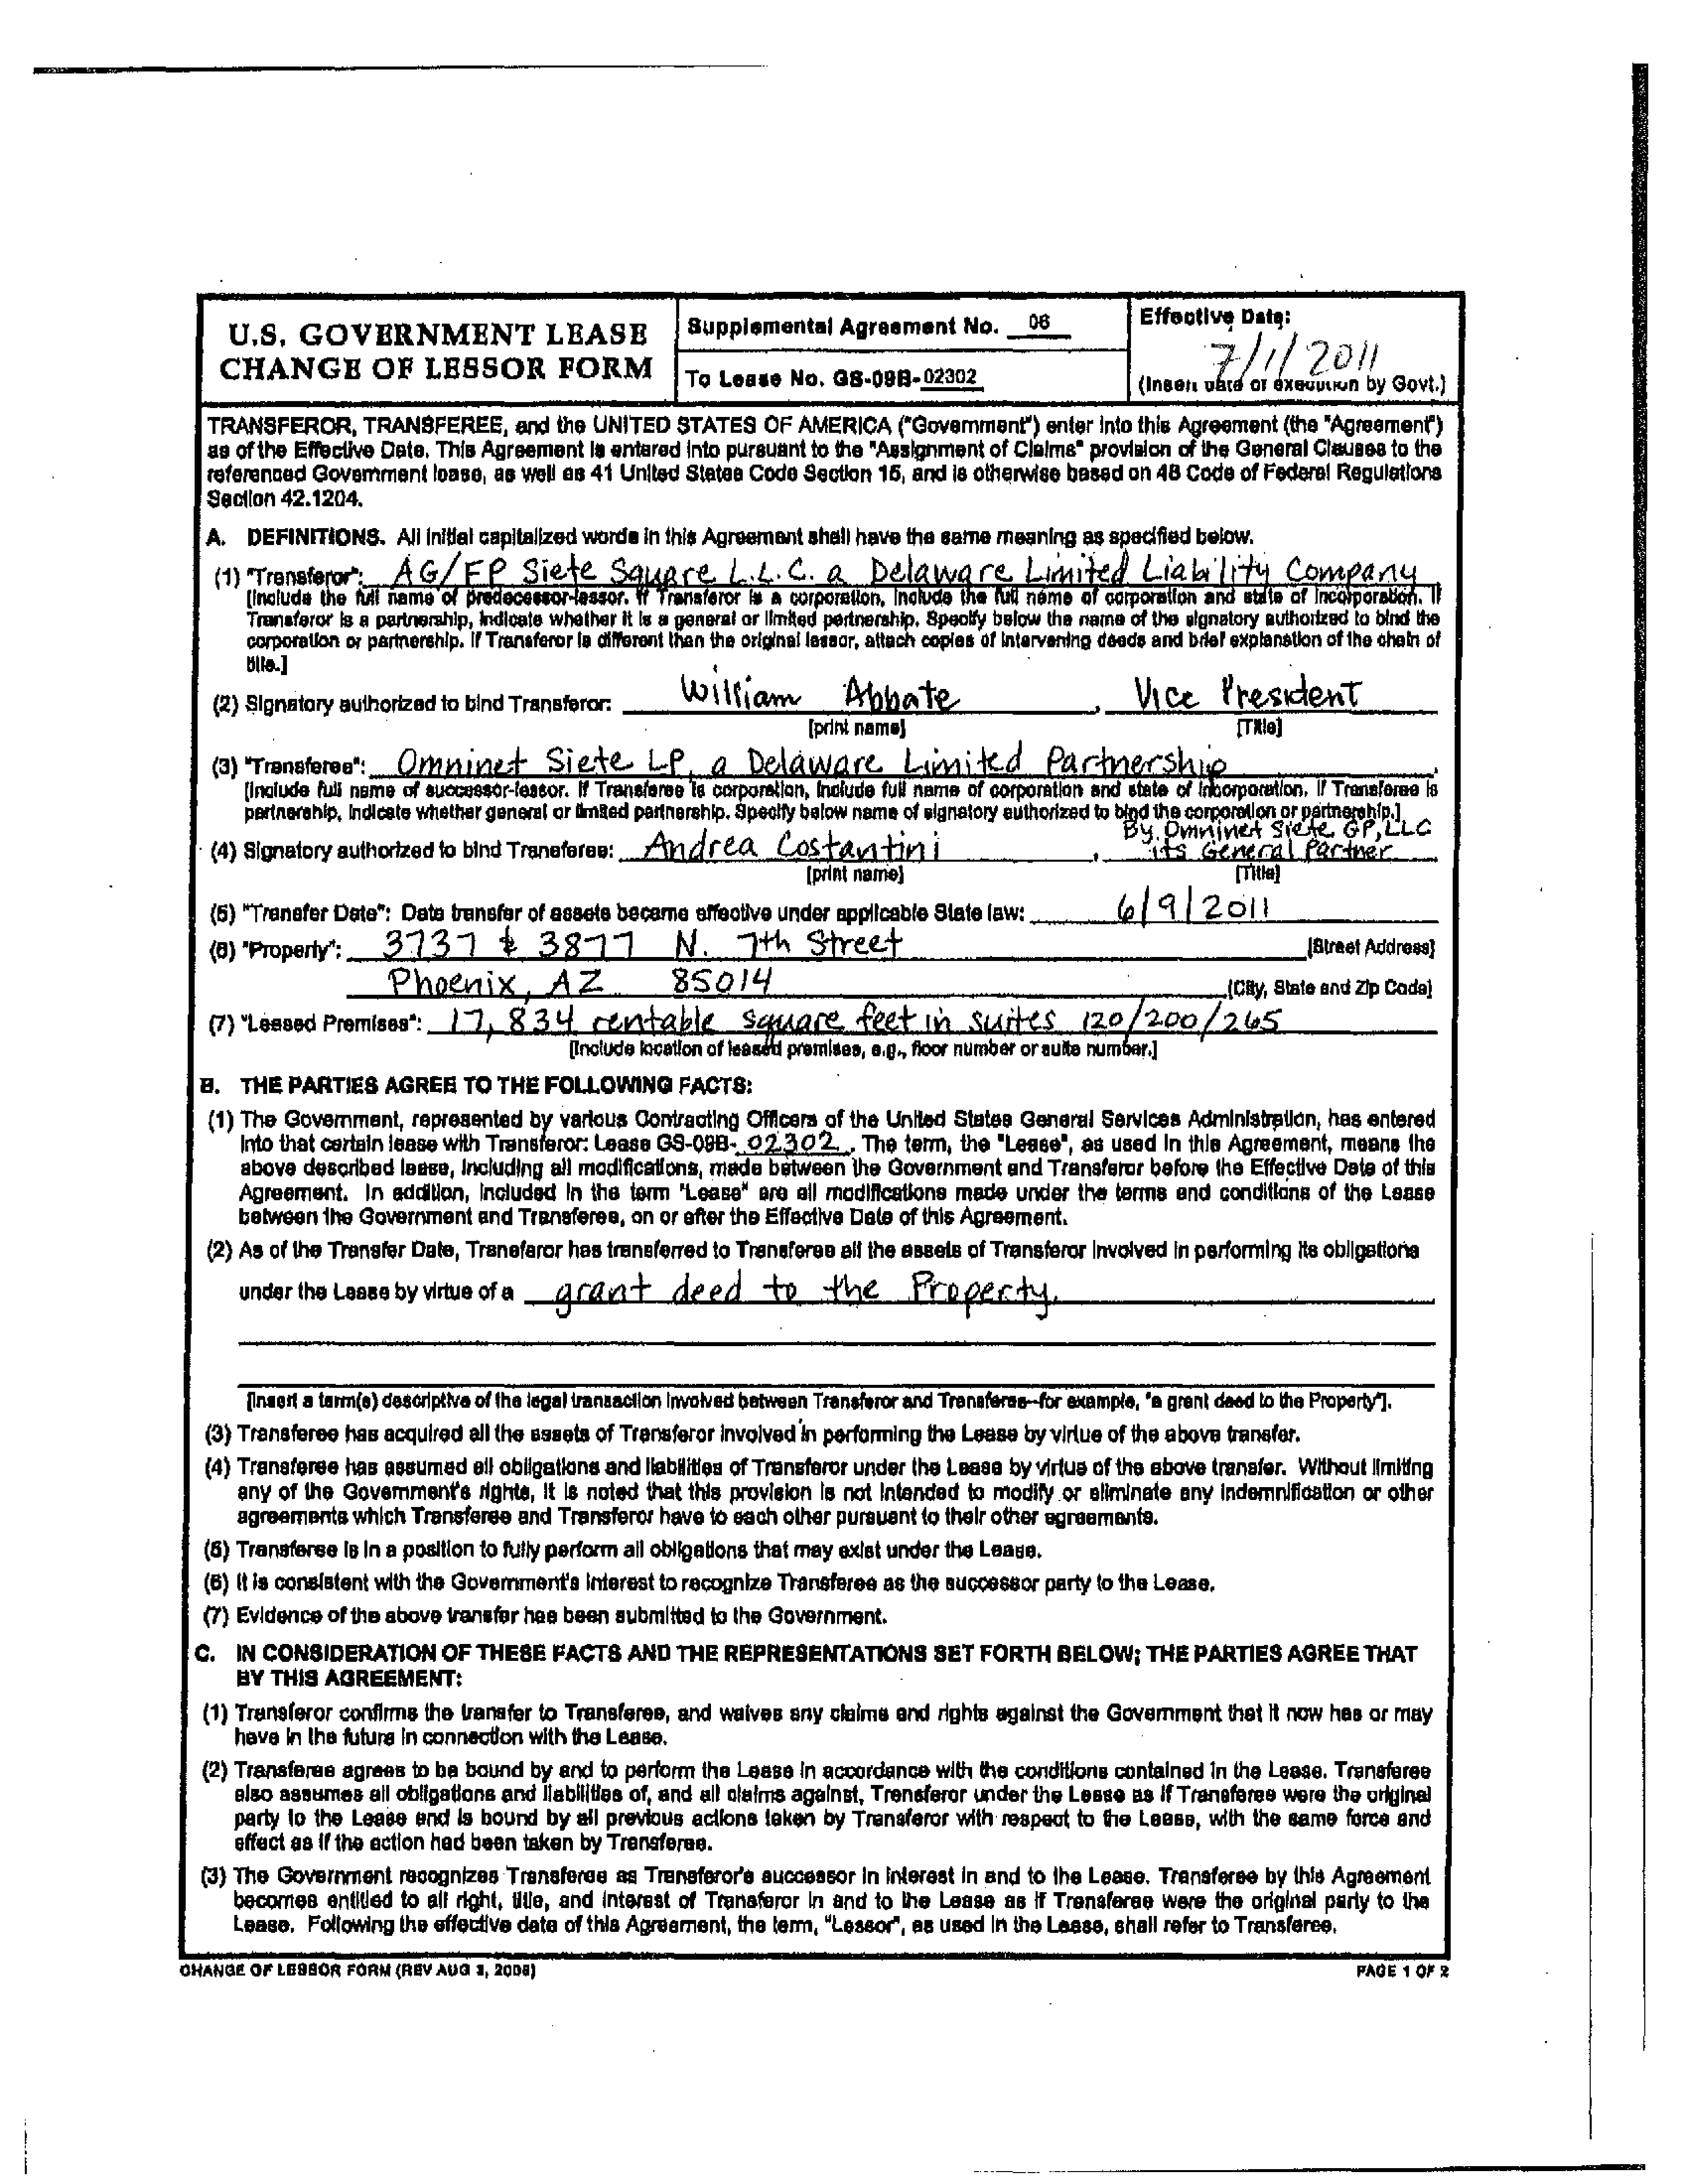 U.S. GOVERNMENT LEASE
CHANGE OF LESSOR FORM
Supplemental Agreement No. 06
To Lease No. GS-09B-02302
Effective Date:
7/1/2011
(Insert date of execution by Govt.)
TRANSFEROR, TRANSFEREE, and the UNITED STATES OF AMERICA ("Government") enter into this Agreement (the "Agreement")
as of the Effective Date. This Agreement is entered into pursuant to the "Assignment of Claims" provision of the General Clauses to the
referenced Government lease, as well as 41 United States Code Section 15, and is otherwise based on 48 Code of Federal Regulations
Section 42.1204.
A. DEFINITIONS. All initial capitalized words in this Agreement shall have the same meaning as specified below.
(1) "Transferor": AG/FP Siete Square L.L.C. a Delaware Limited Liability Company
[Include the full name of predecessor-lessor. If Transferor is a corporation, include the full name of corporation and state of incorporation. If
Transferor is a partnership, indicate whether it is a general or limited partnership. Specify below the name of the signatory authorized to bind the
corporation or partnership. If Transferor is different than the original lessor, attach copies of intervening deeds and brief explanation of the chain of
title.]
(2) Signatory authorized to bind Transferor: William Abbate, Vice President
[print name] [Title]
(3) "Transferee": Omninet Siete LP, a Delaware Limited Partnership
[Include full name of successor-lessor. If Transferee is corporation, include full name of corporation and state of incorporation. If Transferee is
partnership, indicate whether general or limited partnership. Specify below name of signatory authorized to bind the corporation or partnership.]
By, Omninet Siete GP, LLC
(4) Signatory authorized to bind Transferee: Andrea Costantini, its General Partner
[print name] [Title]
(5) "Transfer Date": Date transfer of assets became effective under applicable State law: 6/9/2011
(6) "Property": 3737 & 3877 N. 7th Street [Street Address]
Phoenix, AZ 85014 [City, State and Zip Code]
(7) "Leased Premises": 17,834 rentable square feet in suites 120/200/265
[Include location of leased premises, e.g., floor number or suite number.]
B. THE PARTIES AGREE TO THE FOLLOWING FACTS:
(1) The Government, represented by various Contracting Officers of the United States General Services Administration, has entered
into that certain lease with Transferor: Lease GS-09B- 02302. The term, the "Lease", as used in this Agreement, means the
above described lease, including all modifications, made between the Government and Transferor before the Effective Date of this
Agreement. In addition, included in the term "Lease" are all modifications made under the terms and conditions of the Lease
between the Government and Transferee, on or after the Effective Date of this Agreement.
(2) As of the Transfer Date, Transferor has transferred to Transferee all the assets of Transferor involved in performing its obligations
under the Lease by virtue of a grant deed to the Property.
[Insert a term(s) descriptive of the legal transaction involved between Transferor and Transferee--for example, "a grant deed to the Property"].
(3) Transferee has acquired all the assets of Transferor involved in performing the Lease by virtue of the above transfer.
(4) Transferee has assumed all obligations and liabilities of Transferor under the Lease by virtue of the above transfer. Without limiting
any of the Government's rights, it is noted that this provision is not intended to modify or eliminate any indemnification or other
agreements which Transferee and Transferor have to each other pursuant to their other agreements.
(5) Transferee is in a position to fully perform all obligations that may exist under the Lease.
(6) It is consistent with the Government's interest to recognize Transferee as the successor party to the Lease.
(7) Evidence of the above transfer has been submitted to the Government.
C. IN CONSIDERATION OF THESE FACTS AND THE REPRESENTATIONS SET FORTH BELOW; THE PARTIES AGREE THAT
BY THIS AGREEMENT:
(1) Transferor confirms the transfer to Transferee, and waives any claims and rights against the Government that it now has or may
have in the future in connection with the Lease.
(2) Transferee agrees to be bound by and to perform the Lease in accordance with the conditions contained in the Lease. Transferee
also assumes all obligations and liabilities of, and all claims against, Transferor under the Lease as if Transferee were the original
party to the Lease and is bound by all previous actions taken by Transferor with respect to the Lease, with the same force and
effect as if the action had been taken by Transferee.
(3) The Government recognizes Transferee as Transferor's successor in interest in and to the Lease. Transferee by this Agreement
becomes entitled to all right, title, and interest of Transferor in and to the Lease as if Transferee were the original party to the
Lease. Following the effective date of this Agreement, the term, "Lessor", as used in the Lease, shall refer to Transferee.
CHANGE OF LESSOR FORM (REV AUG 3, 2006)
PAGE 1 OF 2